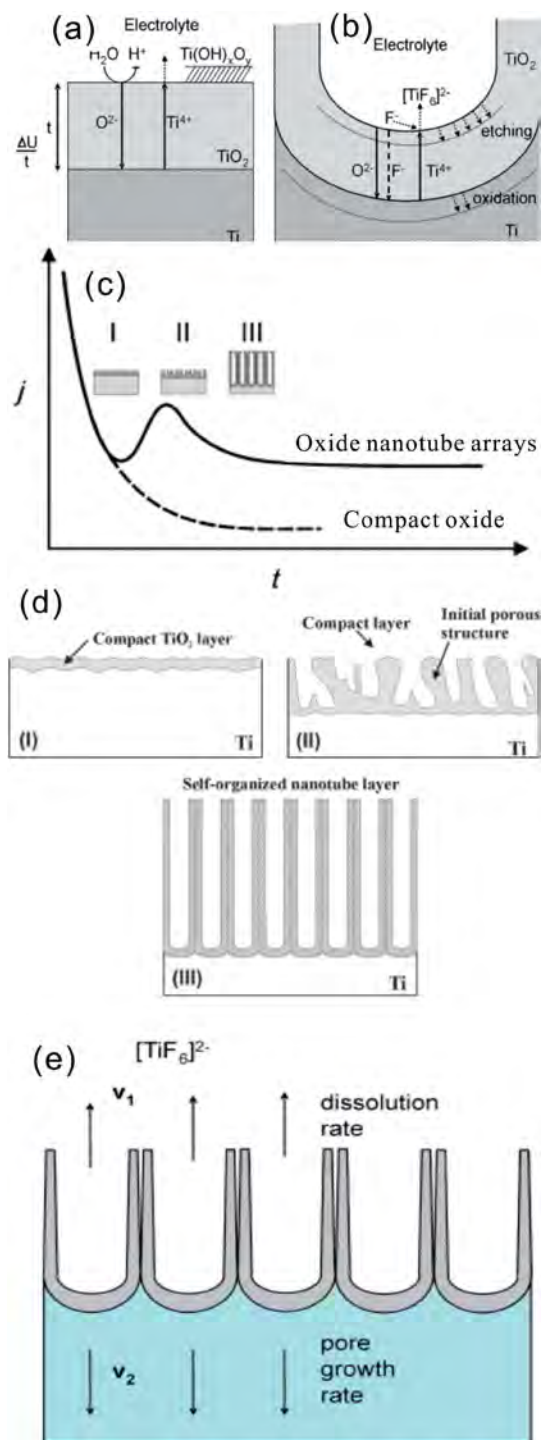 (a)
Electrolyte
H₂O H⁺ Ti(OH)ₓOᵧ
ΔU
t
t
O²⁻ Ti⁴⁺
TiO₂
Ti
(b)
Electrolyte
TiO₂
[TiF₆]²⁻
F⁻
etching
O²⁻ F⁻ Ti⁴⁺
oxidation
Ti
(c)
I II III
j
Oxide nanotube arrays
Compact oxide
t
(d)
Compact TiO₂ layer
(I) Ti
Compact layer
Initial porous
structure
(II) Ti
Self-organized nanotube layer
(III) Ti
(e)
[TiF₆]²⁻
v₁
dissolution
rate
v₂
pore
growth
rate